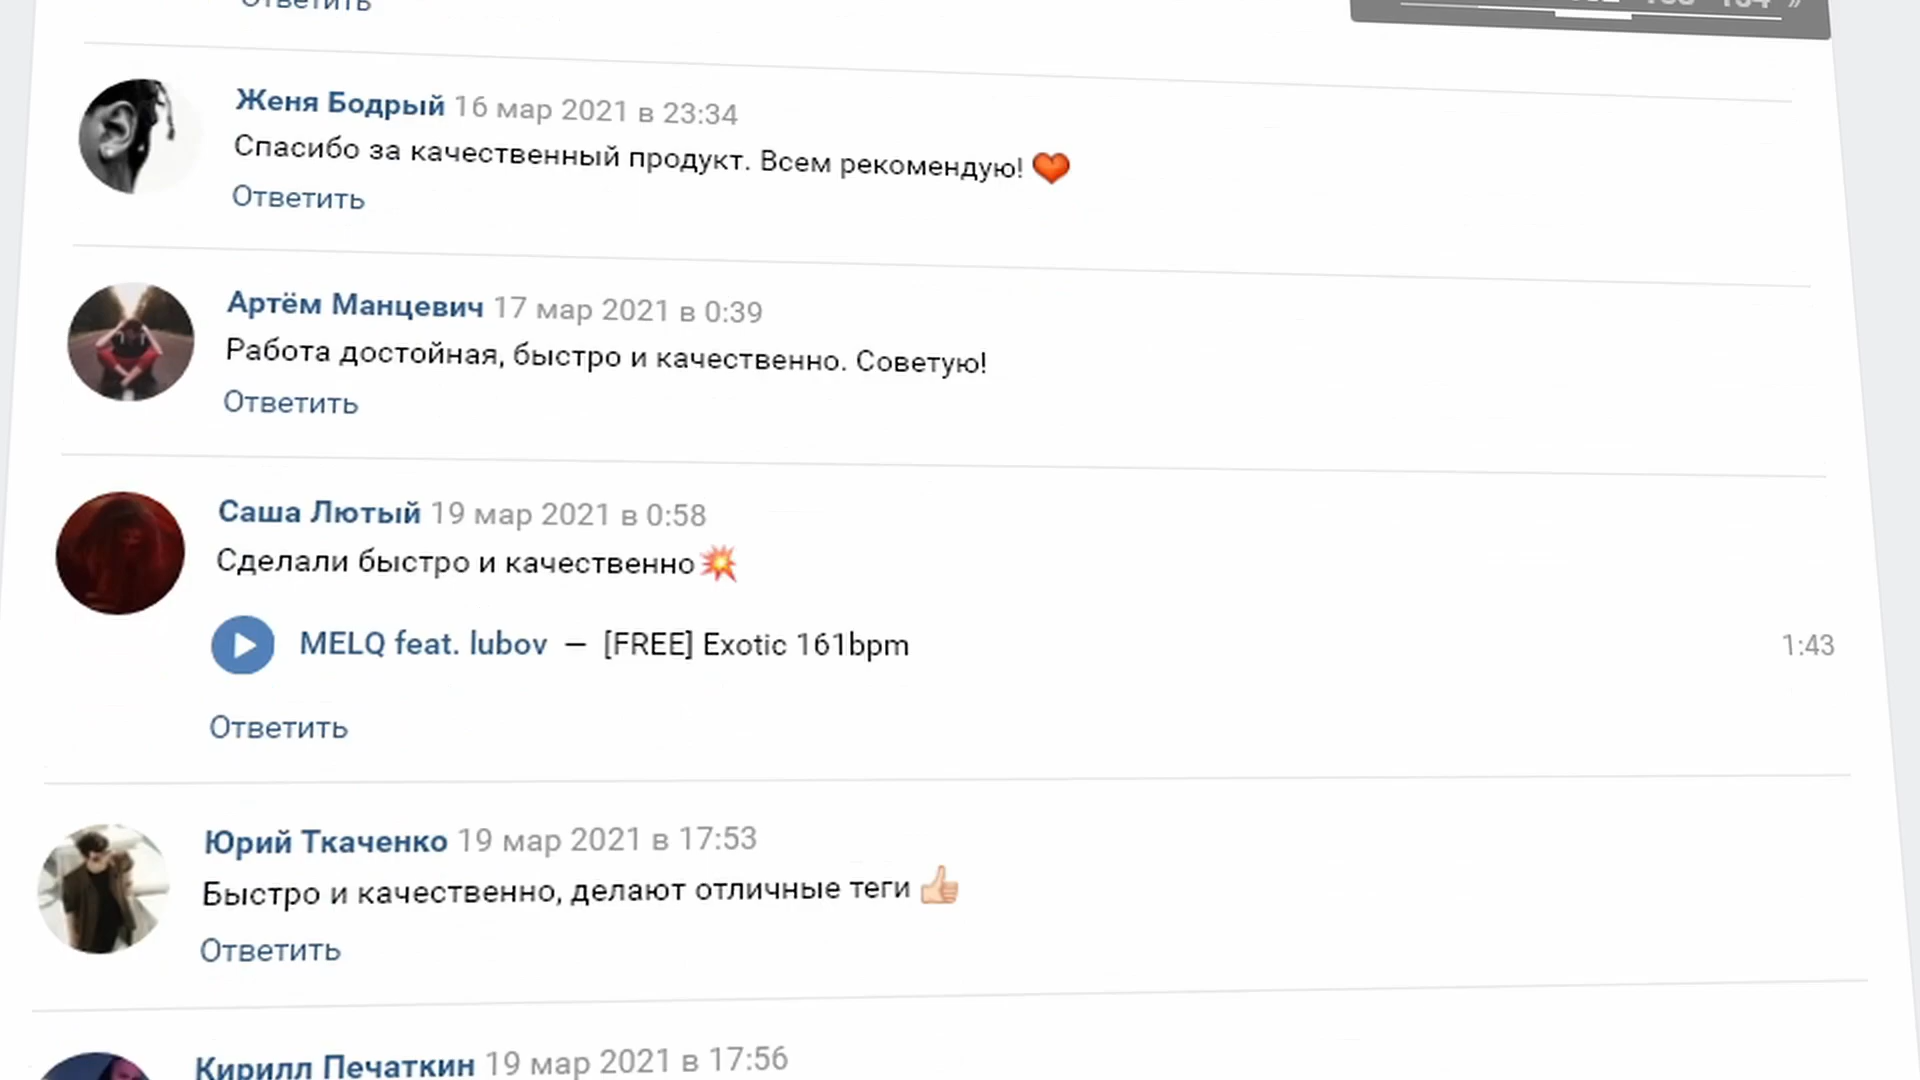 Ответить
Женя Бодрый 16 мар 2021 в 23:34
Спасибо за качественный продукт. Всем рекомендую! ❤
Ответить
Артём Манцевич 17 мар 2021 в 0:39
Работа достойная, быстро и качественно. Советую!
Ответить
Саша Лютый 19 мар 2021 в 0:58
Сделали быстро и качественно💥
MELQ feat. lubov — [FREE] Exotic 161bpm 1:43
Ответить
Юрий Ткаченко 19 мар 2021 в 17:53
Быстро и качественно, делают отличные теги 👍🏻
Ответить
Кирилл Печаткин 19 мар 2021 в 17:56